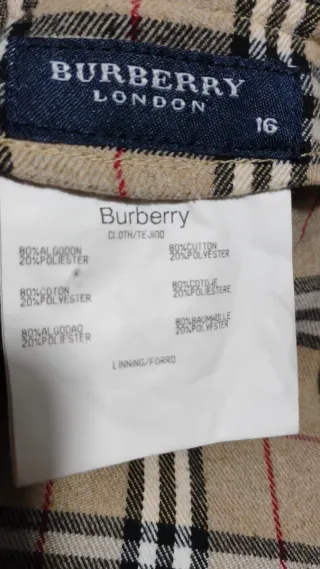 BURBERRY
LONDON
16
Burberry
CLOTH/TEJIDO
80%ALGODON 80%CUTTON
20%POLIESTER 20%POLYESTER
80%COTON 80%COTONE
20%POLYESTER 20%POLIESTERE
80%ALGODAO 80%BAUMWOLLE
20%POLIESTER 20%POLYESTER
LINNING/FORRO